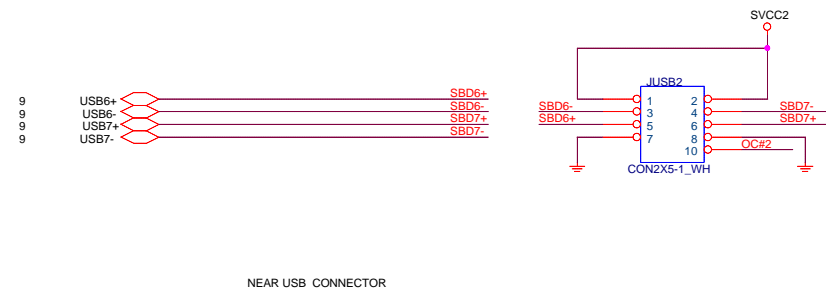 SVCC2
JUSB2
9 USB6+ SBD6+
9 USB6- SBD6-
9 USB7+ SBD7+
9 USB7- SBD7-
1 2
SBD6- 3 4 SBD7-
SBD6+ 5 6 SBD7+
7 8
10 OC#2
CON2X5-1_WH
NEAR USB CONNECTOR